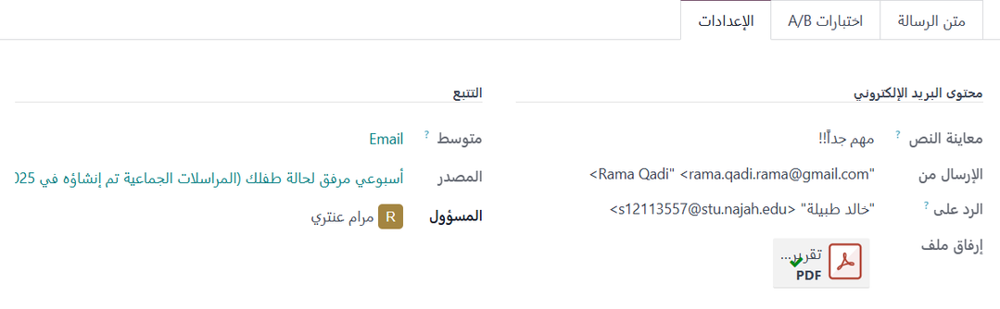 متن الرسالة
اختبارات A/B
الإعدادات
محتوى البريد الإلكتروني
معاينة النص ?
مهم جداً!!
الإرسال من
"Rama Qadi" <rama.qadi.rama@gmail.com>
الرد على ?
"خالد طبيلة" <s12113557@stu.najah.edu>
إرفاق ملف
تقرير...
PDF
التتبع
متوسط ?
Email
المصدر
أسبوعي مرفق لحالة طفلك (المراسلات الجماعية تم إنشاؤه في 025
المسؤول
R مرام عنتري